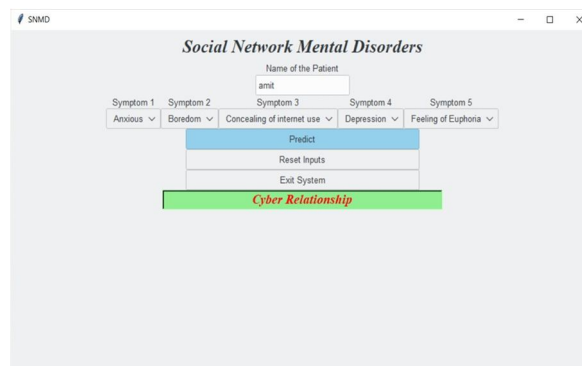 SNMD
Social Network Mental Disorders
Name of the Patient
amit
Symptom 1 Symptom 2 Symptom 3 Symptom 4 Symptom 5
Anxious Boredom Concealing of internet use Depression Feeling of Euphoria
Predict
Reset Inputs
Exit System
Cyber Relationship